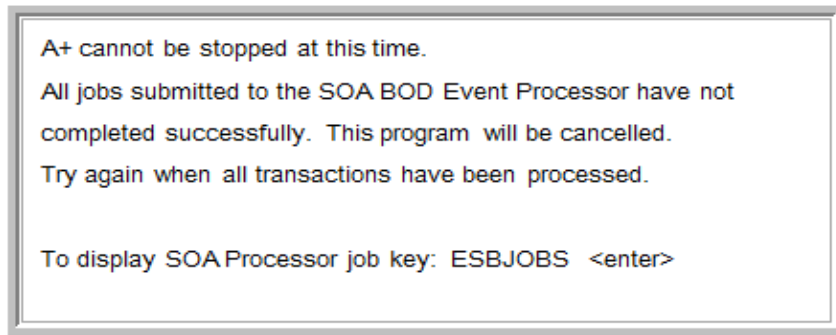 A+ cannot be stopped at this time.
All jobs submitted to the SOA BOD Event Processor have not
completed successfully. This program will be cancelled.
Try again when all transactions have been processed.
To display SOA Processor job key: ESBJOBS <enter>